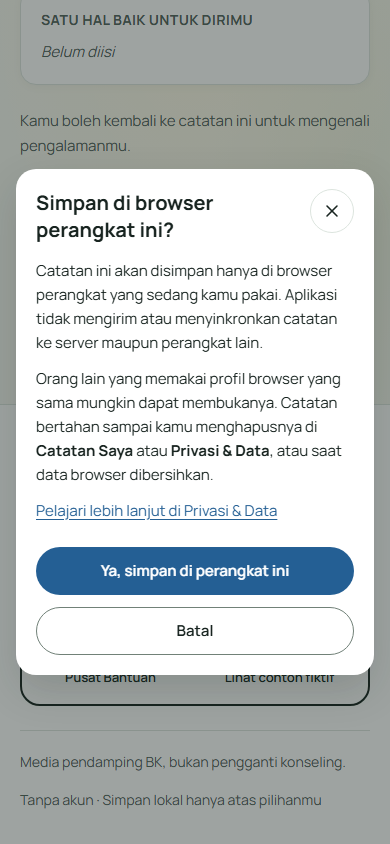 SATU HAL BAIK UNTUK DIRIMU
Belum diisi
Kamu boleh kembali ke catatan ini untuk mengenali
pengalamanmu.
Simpan di browser
perangkat ini?
Catatan ini akan disimpan hanya di browser
perangkat yang sedang kamu pakai. Aplikasi
tidak mengirim atau menyinkronkan catatan
ke server maupun perangkat lain.
Orang lain yang memakai profil browser yang
sama mungkin dapat membukanya. Catatan
bertahan sampai kamu menghapusnya di
Catatan Saya atau Privasi & Data, atau saat
data browser dibersihkan.
Pelajari lebih lanjut di Privasi & Data
Ya, simpan di perangkat ini
Batal
Pusat Bantuan
Lihat contoh fiktif
Media pendamping BK, bukan pengganti konseling.
Tanpa akun · Simpan lokal hanya atas pilihanmu